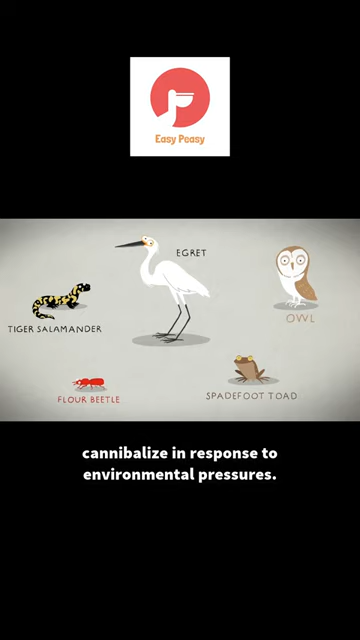 Easy Peasy
EGRET
OWL
TIGER SALAMANDER
FLOUR BEETLE
SPADEFOOT TOAD
cannibalize in response to
environmental pressures.